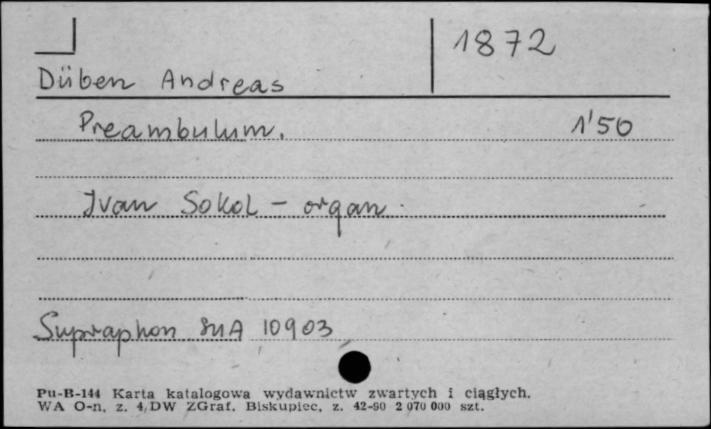 1872
Düben Andreas
Preambulum. 1'50
Ivan Sokol - organ.
Supraphon SUA 10903
Pu-B-144 Karta katalogowa wydawnictw zwartych i ciągłych.
WA O-n. z. 4/DW ZGraf. Biskupiec, z. 42-60 2 070 000 szt.